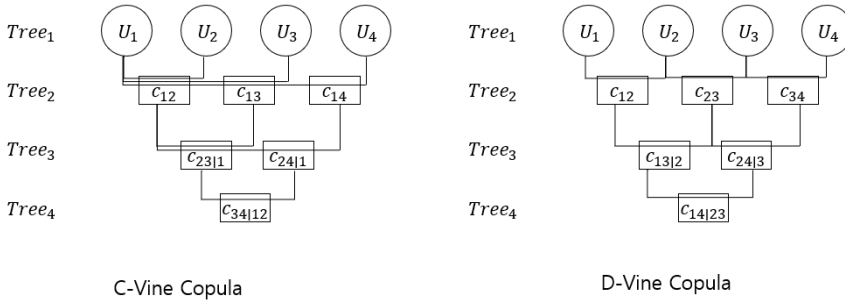 Tree₁ U₁ U₂ U₃ U₄ Tree₁ U₁ U₂ U₃ U₄
Tree₂ c₁₂ c₁₃ c₁₄ Tree₂ c₁₂ c₂₃ c₃₄
Tree₃ c₂₃|₁ c₂₄|₁ Tree₃ c₁₃|₂ c₂₄|₃
Tree₄ c₃₄|₁₂ Tree₄ c₁₄|₂₃
C-Vine Copula D-Vine Copula